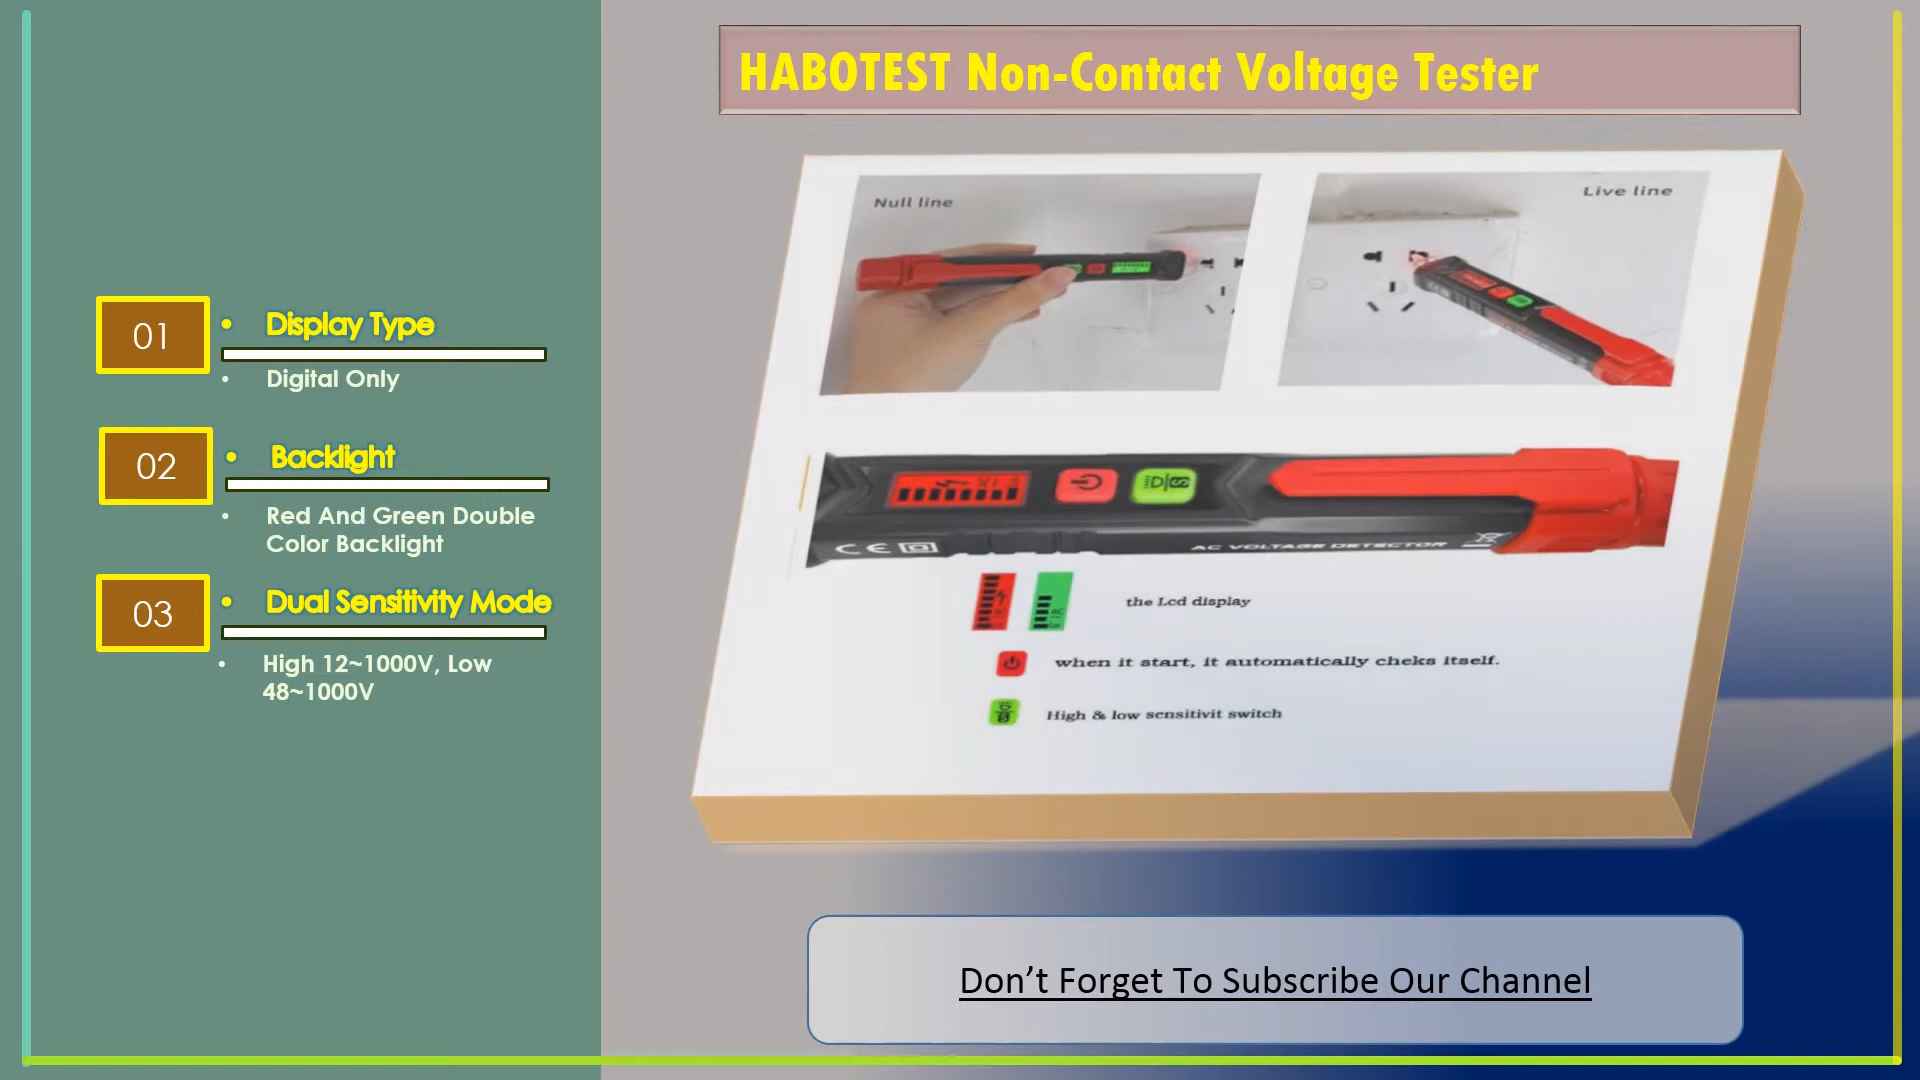 HABOTEST Non-Contact Voltage Tester
01
• Display Type
• Digital Only
02
• Backlight
• Red And Green Double
Color Backlight
03
• Dual Sensitivity Mode
• High 12~1000V, Low
48~1000V
Null line
Live line
CE
AC VOLTAGE DETECTOR
the Lcd display
when it start, it automatically cheks itself.
High & low sensitivit switch
Don’t Forget To Subscribe Our Channel